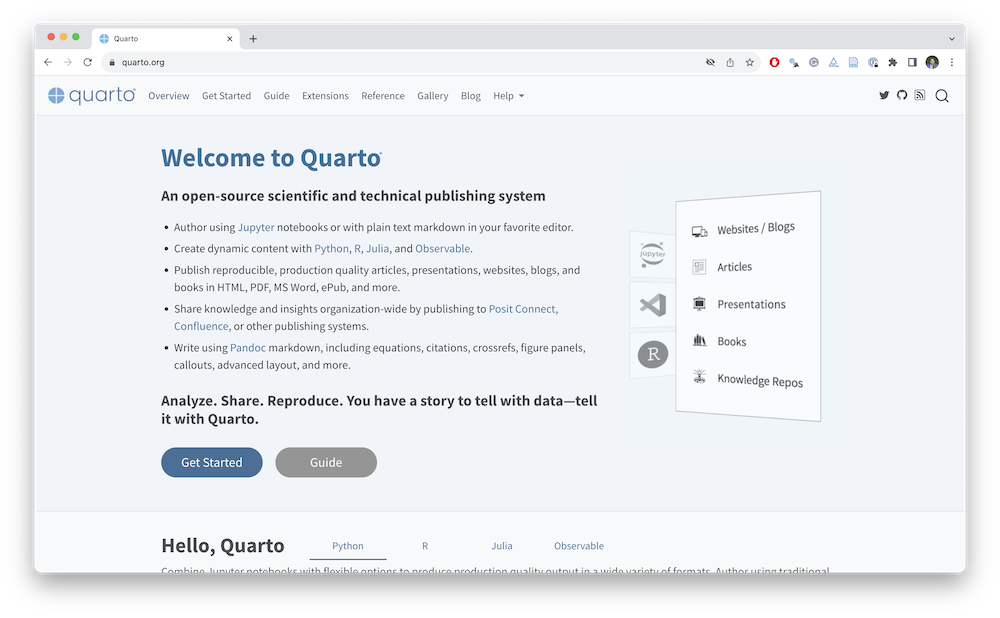 Quarto
quarto.org
quarto
Overview Get Started Guide Extensions Reference Gallery Blog Help
Welcome to Quarto
An open-source scientific and technical publishing system
Author using Jupyter notebooks or with plain text markdown in your favorite editor.
Create dynamic content with Python, R, Julia, and Observable.
Publish reproducible, production quality articles, presentations, websites, blogs, and
books in HTML, PDF, MS Word, ePub, and more.
Share knowledge and insights organization-wide by publishing to Posit Connect,
Confluence, or other publishing systems.
Write using Pandoc markdown, including equations, citations, crossrefs, figure panels,
callouts, advanced layout, and more.
Analyze. Share. Reproduce. You have a story to tell with data—tell
it with Quarto.
Get Started Guide
jupyter
R
Websites / Blogs
Articles
Presentations
Books
Knowledge Repos
Hello, Quarto
Python R Julia Observable
Combine Jupyter notebooks with flexible options to produce production quality output in a wide variety of formats. Author using traditional